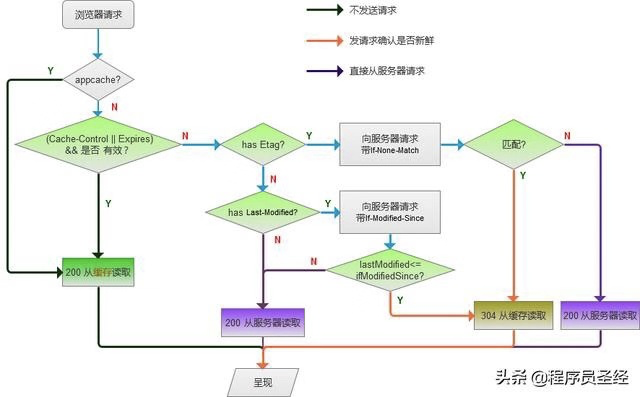 浏览器请求
不发送请求
发请求确认是否新鲜
直接从服务器请求
Y
appcache?
N
(Cache-Control || Expires)
&& 是否 有效？
N
has Etag?
Y
向服务器请求
带If-None-Match
匹配?
N
Y
N
Y
has Last-Modified?
Y
向服务器请求
带If-Modified-Since
N
N
lastModified<=
ifModifiedSince?
Y
200 从缓存读取
200 从服务器读取
304 从缓存读取
200 从服务器读取
呈现
头条 @程序员圣经